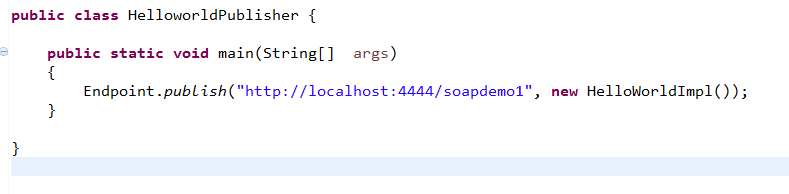 public class HelloworldPublisher {
public static void main(String[]  args)
{
Endpoint.publish("http://localhost:4444/soapdemo1", new HelloWorldImpl());
}
}